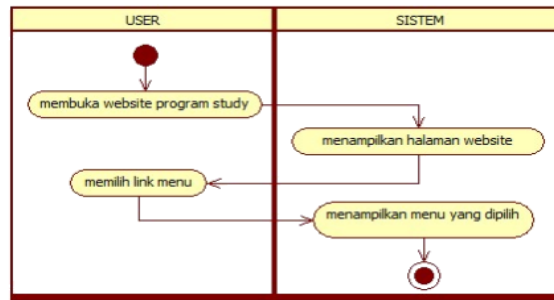 USER
SISTEM
membuka website program study
menampilkan halaman website
memilih link menu
menampilkan menu yang dipilih